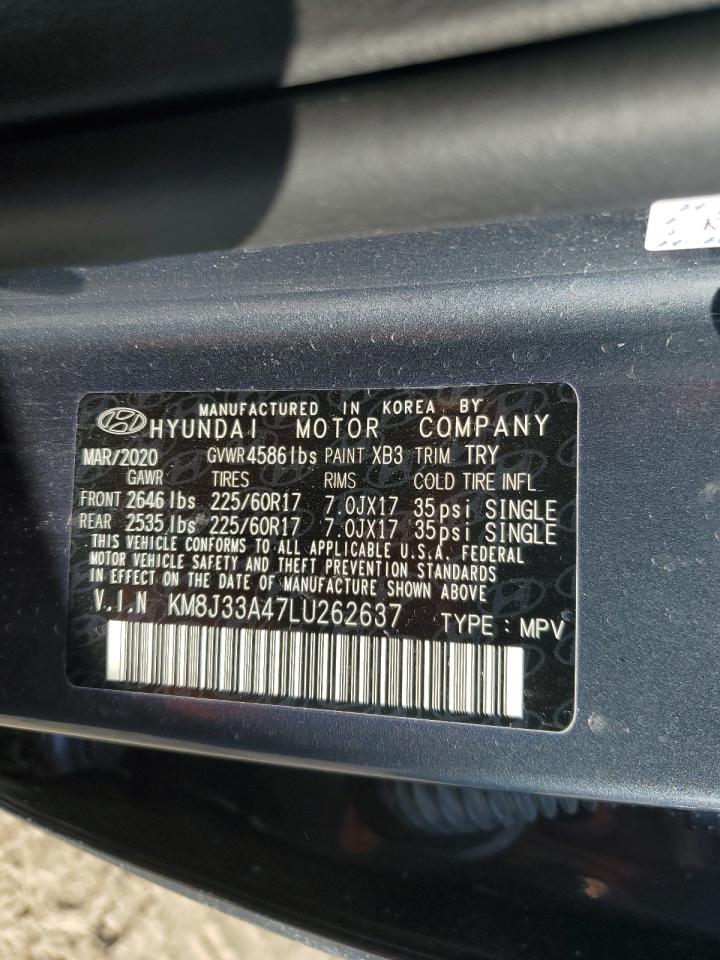 K
MANUFACTURED IN KOREA BY
HYUNDAI MOTOR COMPANY
MAR/2020 GVWR 4586 lbs PAINT XB3 TRIM TRY
GAWR TIRES RIMS COLD TIRE INFL
FRONT 2646 lbs 225/60R17 7.0JX17 35psi SINGLE
REAR 2535 lbs 225/60R17 7.0JX17 35psi SINGLE
THIS VEHICLE CONFORMS TO ALL APPLICABLE U.S.A. FEDERAL
MOTOR VEHICLE SAFETY AND THEFT PREVENTION STANDARDS
IN EFFECT ON THE DATE OF MANUFACTURE SHOWN ABOVE
V.I.N KM8J33A47LU262637 TYPE : MPV